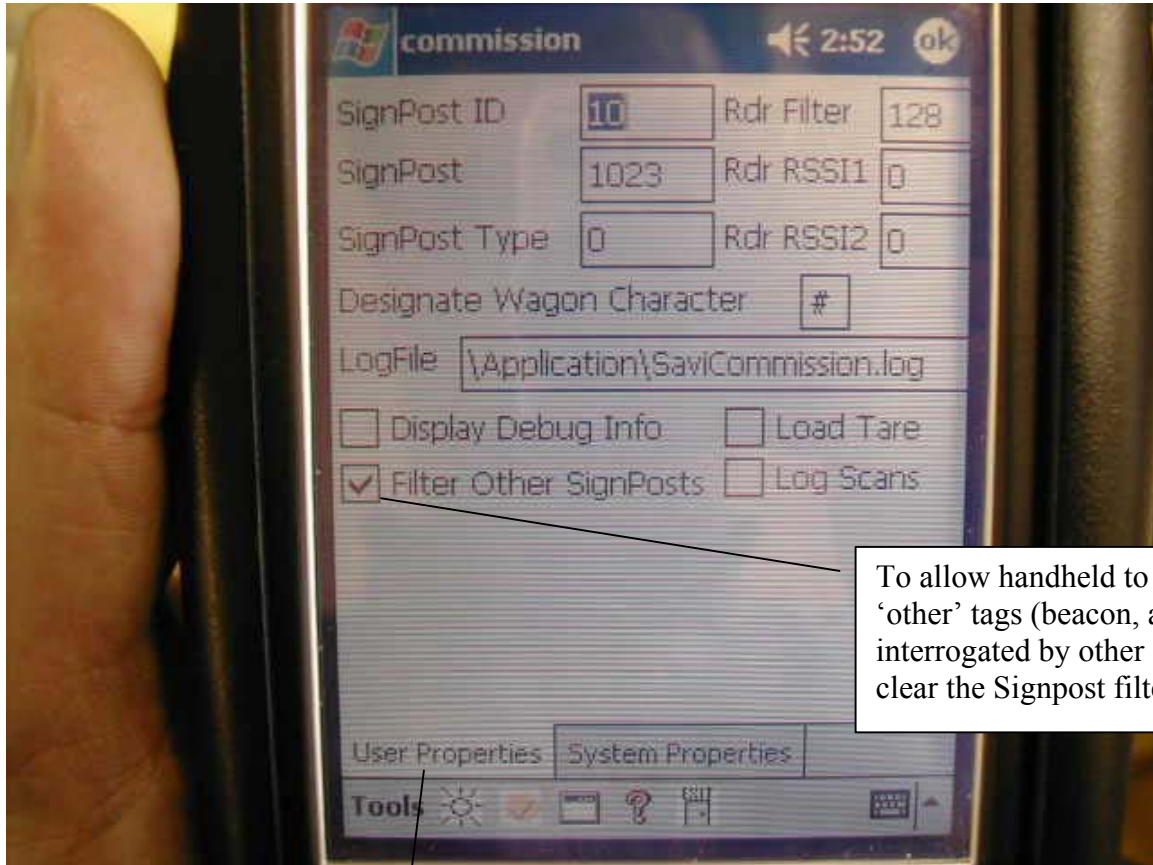 commission 2:52 ok
SignPost ID 10 Rdr Filter 128
SignPost 1023 Rdr RSSI1 0
SignPost Type 0 Rdr RSSI2 0
Designate Wagon Character #
LogFile \Application\SaviCommission.log
Display Debug Info Load Tare
Filter Other SignPosts Log Scans
To allow handheld to
‘other’ tags (beacon, a
interrogated by other
clear the Signpost filte
User Properties System Properties
Tools ?